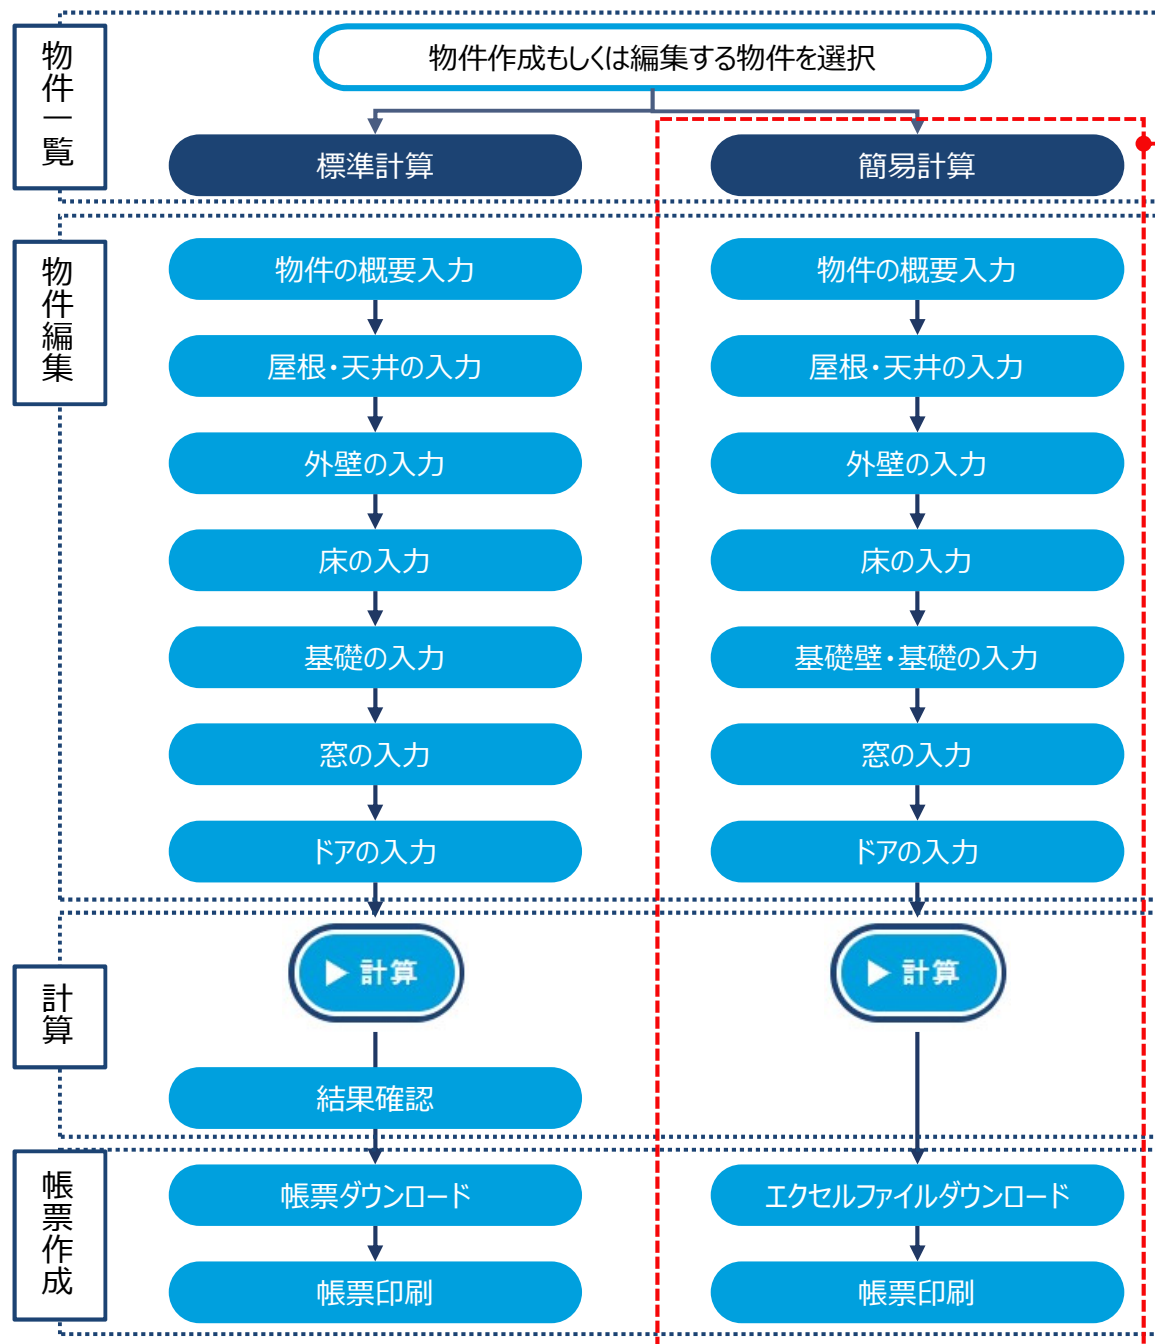 物件一覧
物件作成もしくは編集する物件を選択
標準計算
簡易計算
物件編集
物件の概要入力
屋根・天井の入力
外壁の入力
床の入力
基礎の入力
窓の入力
ドアの入力
物件の概要入力
屋根・天井の入力
外壁の入力
床の入力
基礎壁・基礎の入力
窓の入力
ドアの入力
計算
▶ 計算
結果確認
▶ 計算
帳票作成
帳票ダウンロード
帳票印刷
エクセルファイルダウンロード
帳票印刷